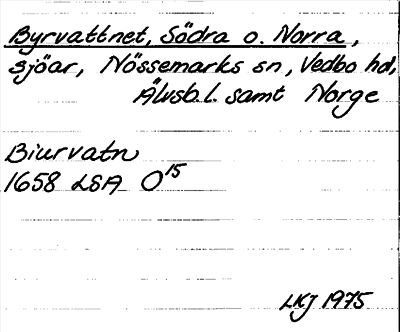 Byrvattnet, Södra o. Norra,
sjöar, Nössemarks sn, Vedbo hd,
Älvsb. l. samt Norge
Biurvatn
1658 LSA O¹⁵
LKJ 1975